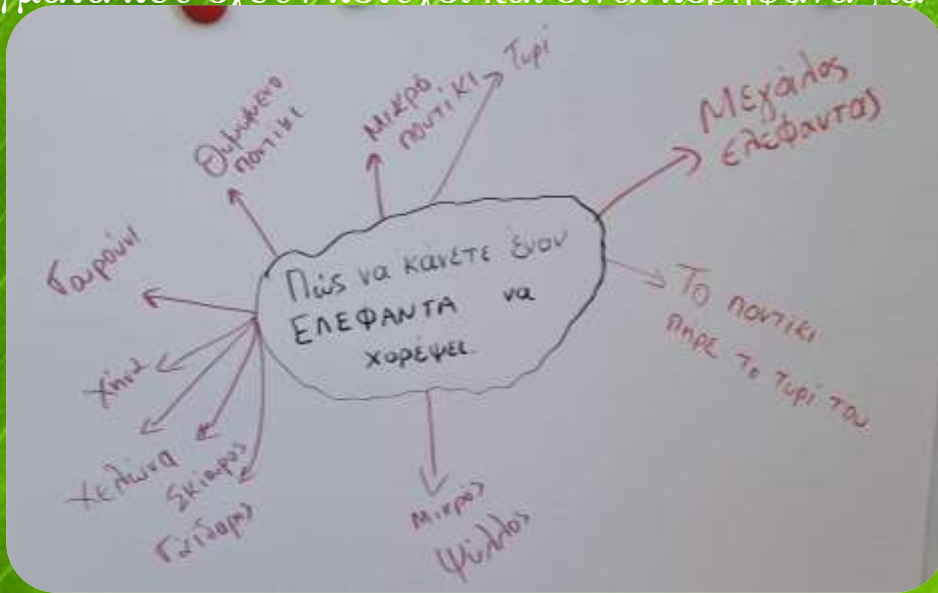 Θυμωμένο
ποντίκι
Μικρό
ποντίκι
Τυρί
Μεγάλος
ελέφαντας
Πώς να κάνετε έναν
ΕΛΕΦΑΝΤΑ να
χορέψει.
Γουρούνι
Χήνα
Χελώνα
Σκίουρος
Γάιδαρος
Μικρός
Ψύλλος
Το ποντίκι
πήρε το τυρί του